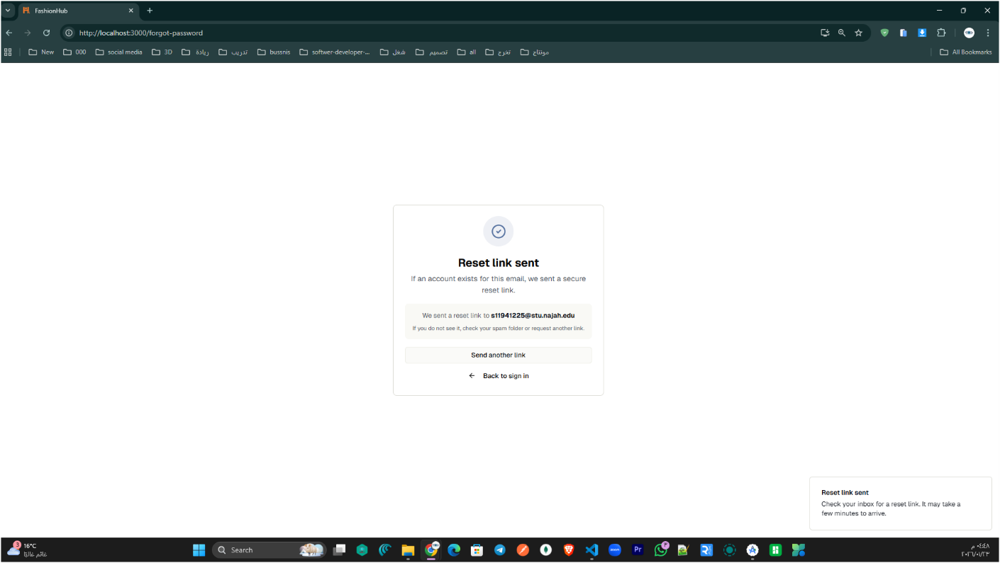 FashionHub
http://localhost:3000/forgot-password
New
000
social media
3D
ريادة
تدريب
bussnis
softwer-developer-...
شغل
تصميم
all
تخرج
مونتاج
All Bookmarks
Reset link sent
If an account exists for this email, we sent a secure
reset link.
We sent a reset link to s11941225@stu.najah.edu
If you do not see it, check your spam folder or request another link.
Send another link
Back to sign in
Reset link sent
Check your inbox for a reset link. It may take a
few minutes to arrive.
3
16°C
غائم غالبًا
Search
zoom
Pr
٠٤:٤٨ م
٢٠٢٦/٠١/٢٣